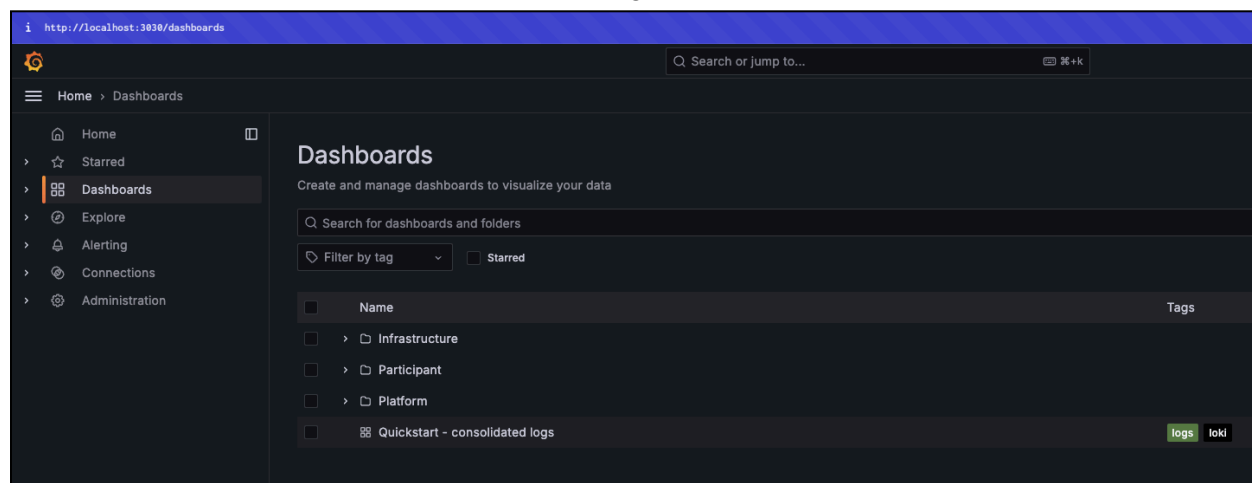 i http://localhost:3030/dashboards
Search or jump to... ⌘+k
Home › Dashboards
Home
Starred
Dashboards
Explore
Alerting
Connections
Administration
Dashboards
Create and manage dashboards to visualize your data
Search for dashboards and folders
Filter by tag Starred
Name Tags
Infrastructure
Participant
Platform
Quickstart - consolidated logs logs loki